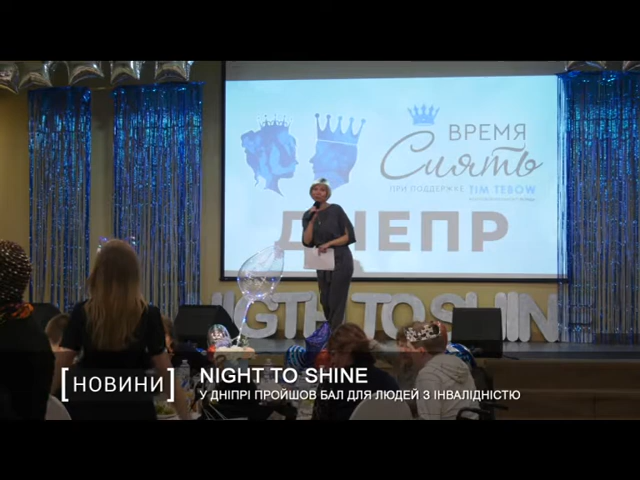 ВРЕМЯ
Сиять
ПРИ ПОДДЕРЖКЕ TIM TEBOW
ДНЕПР
NIGTH TO SHINE
[НОВИНИ]
NIGHT TO SHINE
У ДНІПРІ ПРОЙШОВ БАЛ ДЛЯ ЛЮДЕЙ З ІНВАЛІДНІСТЮ